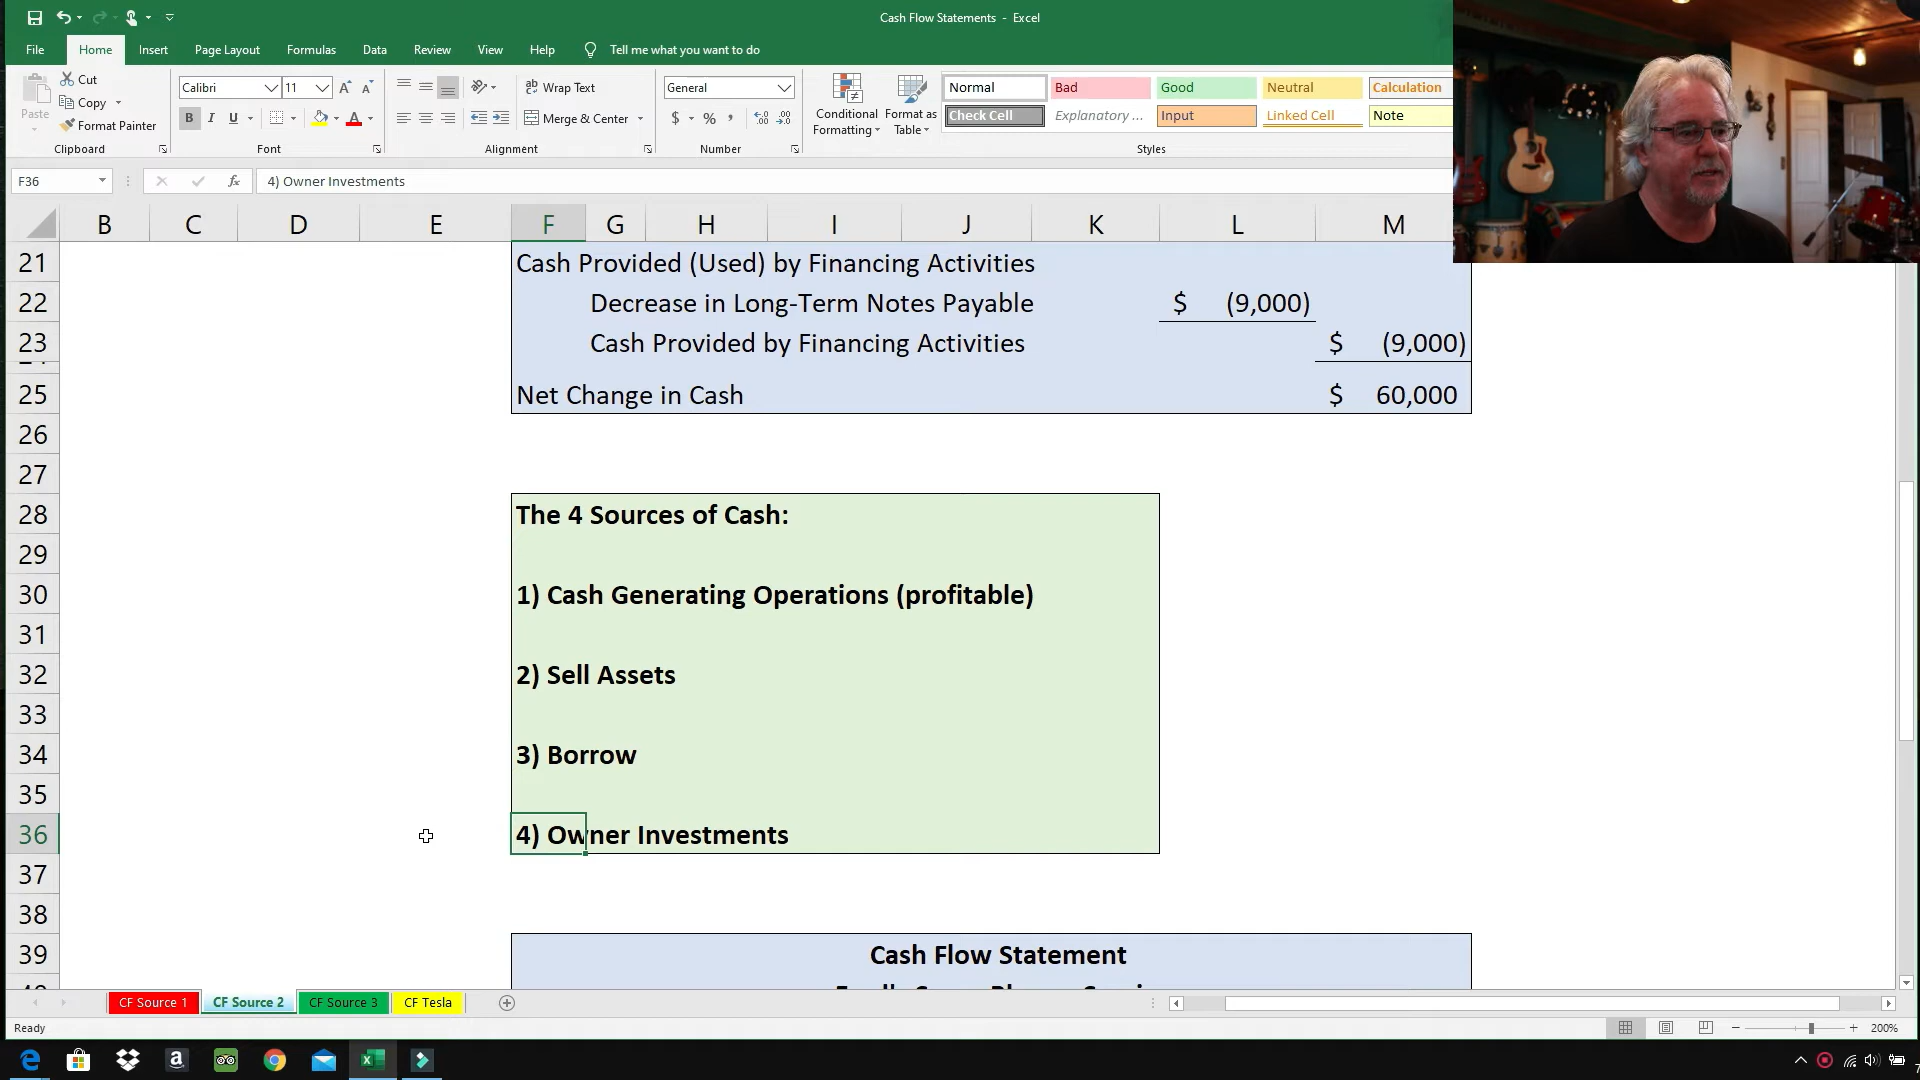 Cash Flow Statements - Excel
File Home Insert Page Layout Formulas Data Review View Help Tell me what you want to do
Paste
Cut
Copy
Format Painter
Clipboard
Calibri 11
B I U
Font
Wrap Text
Merge & Center
Alignment
General
$ % ,
Number
Conditional Formatting
Format as Table
Normal Bad Good Neutral Calculation
Check Cell Explanatory ... Input Linked Cell Note
Styles
F36 fx 4) Owner Investments
B C D E F G H I J K L M
21 Cash Provided (Used) by Financing Activities
22 Decrease in Long-Term Notes Payable $ (9,000)
23 Cash Provided by Financing Activities $ (9,000)
25 Net Change in Cash $ 60,000
26
27
28 The 4 Sources of Cash:
29
30 1) Cash Generating Operations (profitable)
31
32 2) Sell Assets
33
34 3) Borrow
35
36 4) Owner Investments
37
38
39 Cash Flow Statement
CF Source 1 CF Source 2 CF Source 3 CF Tesla
Ready 200%